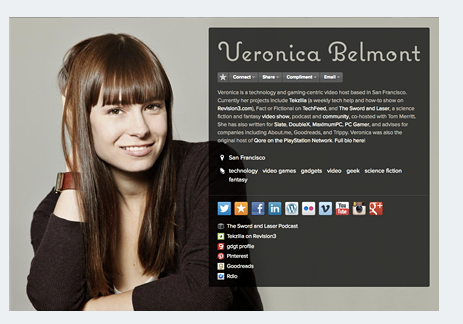 Veronica Belmont
Connect Share Compliment Email
Veronica is a technology and gaming-centric video host based in San Francisco.
Currently her projects include Tekzilla (a weekly tech help and how-to show on
Revision3.com), Fact or Fictional on TechFeed, and The Sword and Laser, a science
fiction and fantasy video show, podcast and community, co-hosted with Tom Merritt.
She has also written for Slate, DoubleX, MaximumPC, PC Gamer, and advises for
companies including About.me, Goodreads, and Trippy. Veronica was also the
original host of Qore on the PlayStation Network. Full bio here!
San Francisco
technology video games gadgets video geek science fiction
fantasy
You Tube
The Sword and Laser Podcast
Tekzilla on Revision3
gdgt profile
Pinterest
Goodreads
Rdio